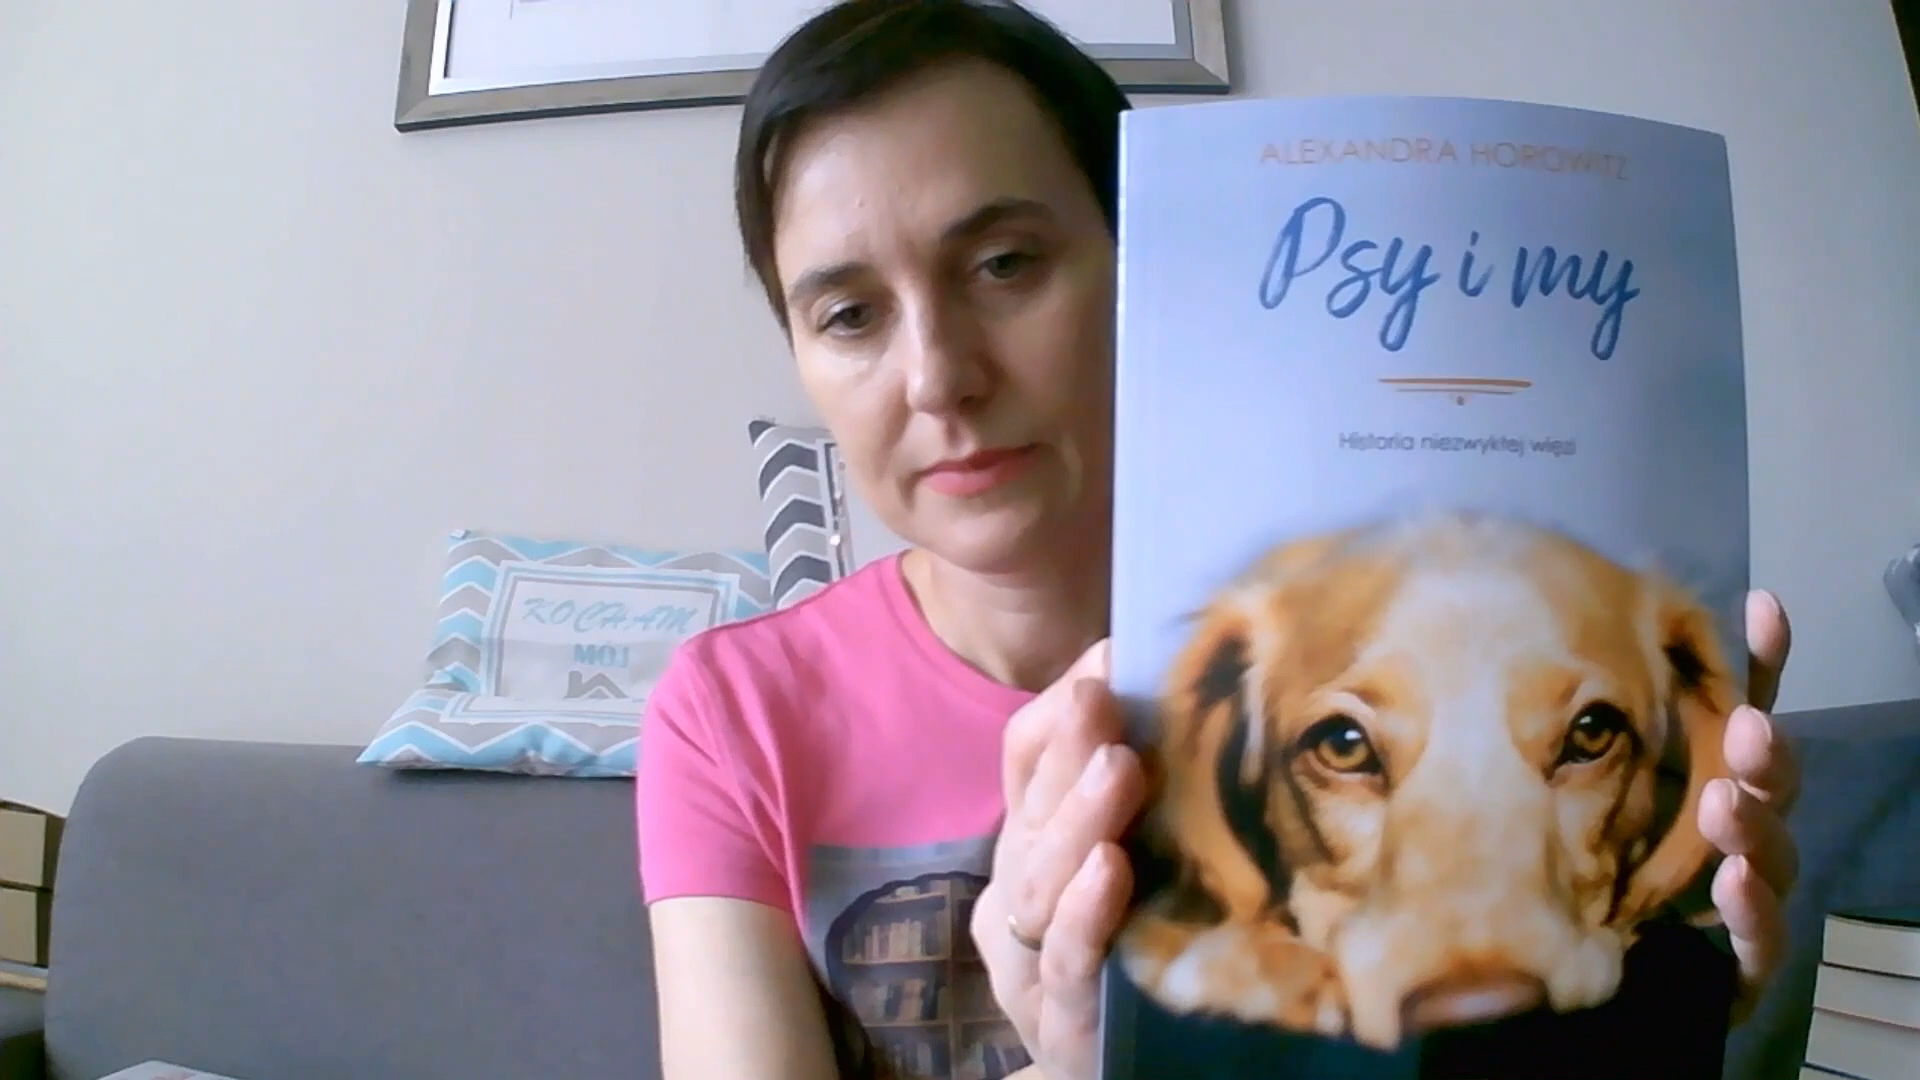 ALEXANDRA HOROWITZ
Psy i my
Historia niezwykłej więzi
KOCHAM
MÓJ